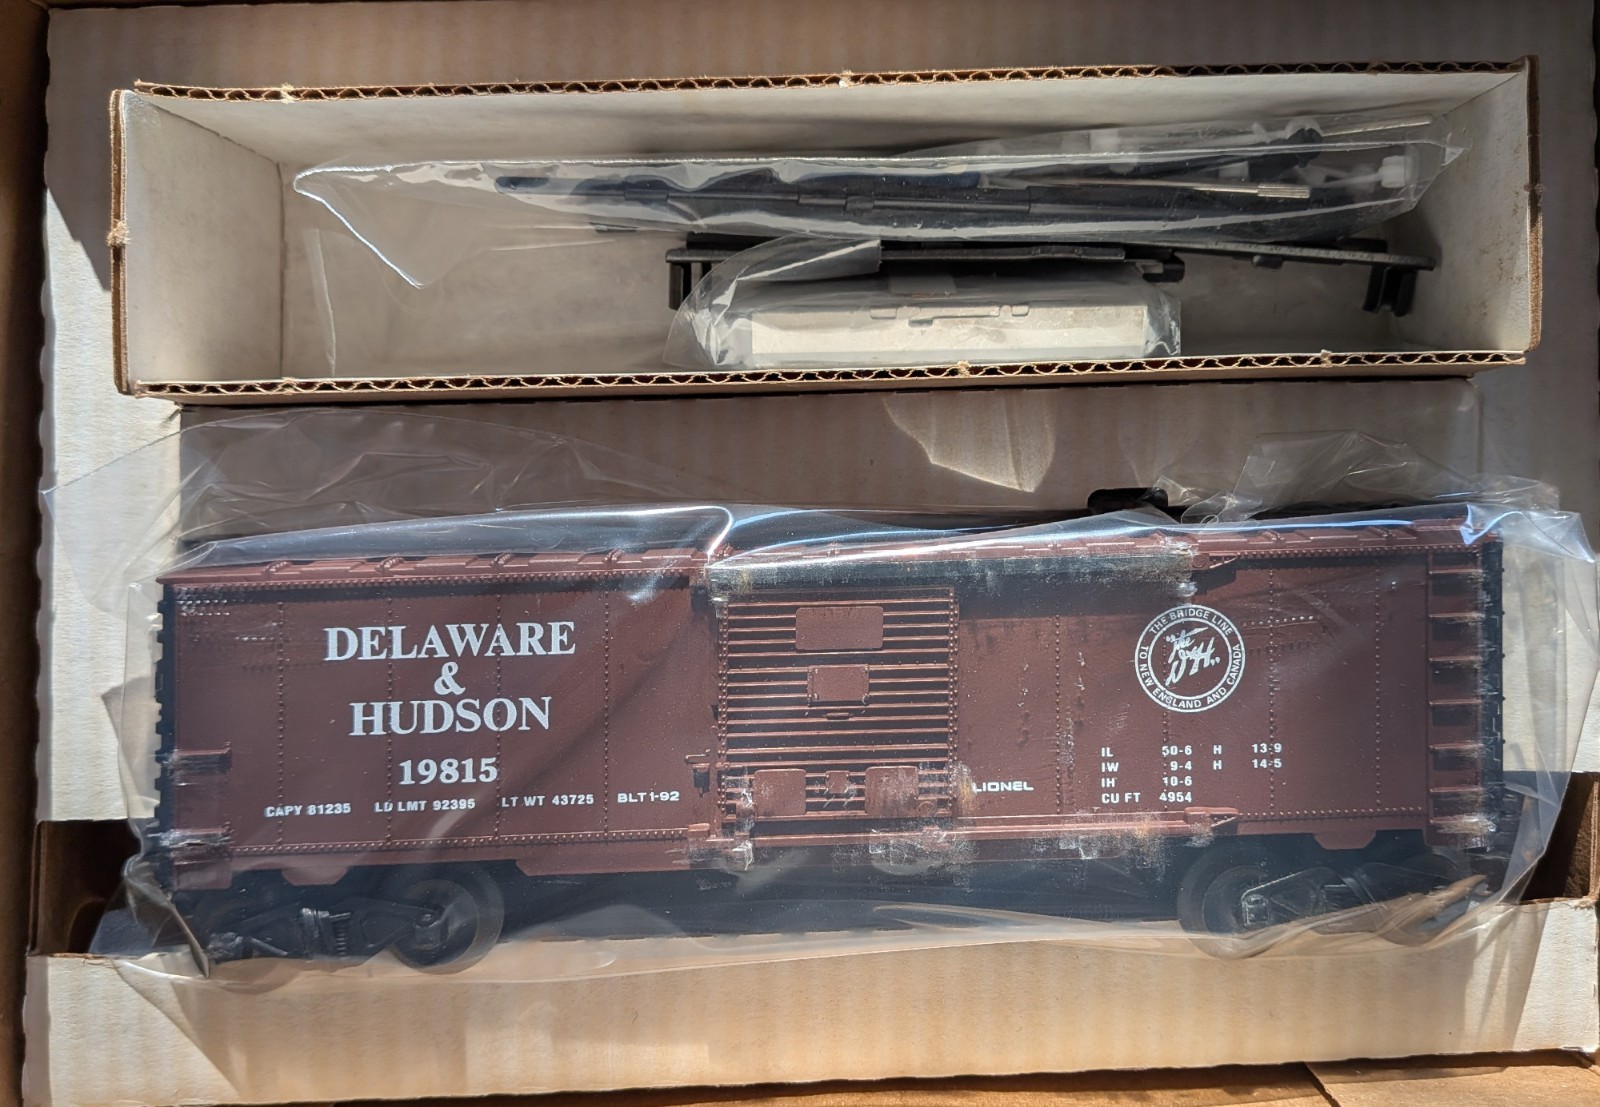 DELAWARE
&
HUDSON
19815
CAPY 81235 LD LMT 92395 LT WT 43725 BLT 1-92
LIONEL
THE BRIDGE LINE
TO NEW ENGLAND AND CANADA
"The
D&H"
IL 50-6 H 13-9
IW 9-4 H 14-5
IH 10-6
CU FT 4954